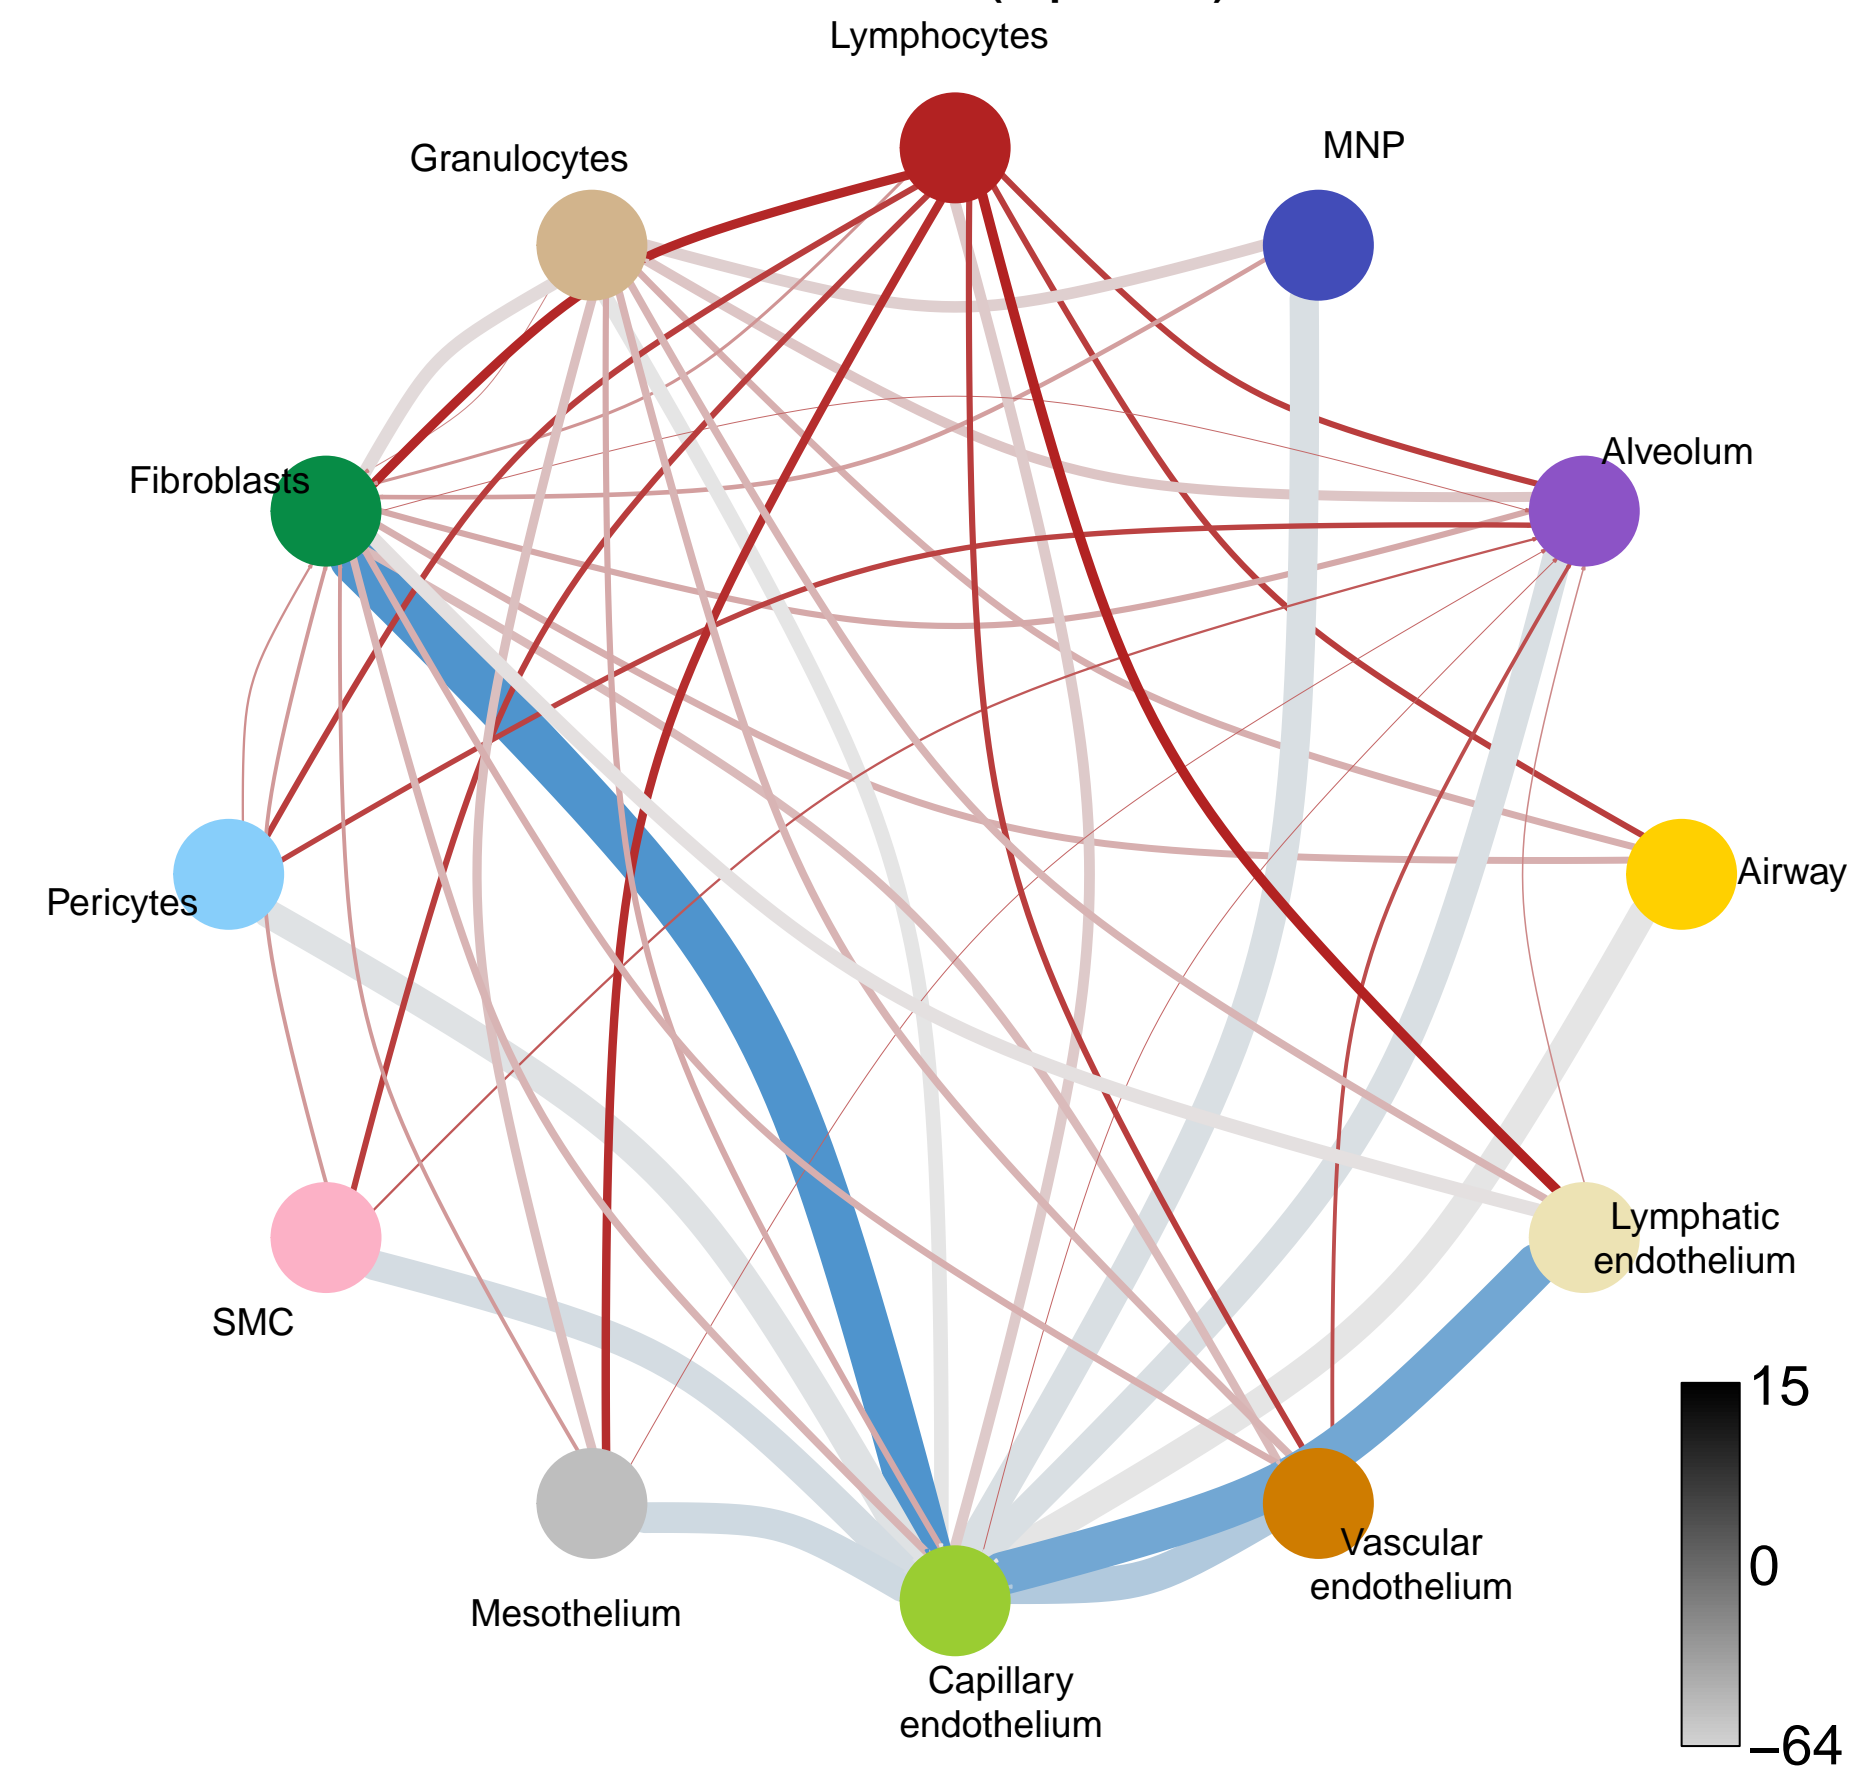 Lymphocytes
MNP
Granulocytes
Alveolum
Fibroblasts
Airway
Pericytes
Lymphatic
endothelium
SMC
15
0
Vascular
endothelium
Mesothelium
Capillary
endothelium
–64